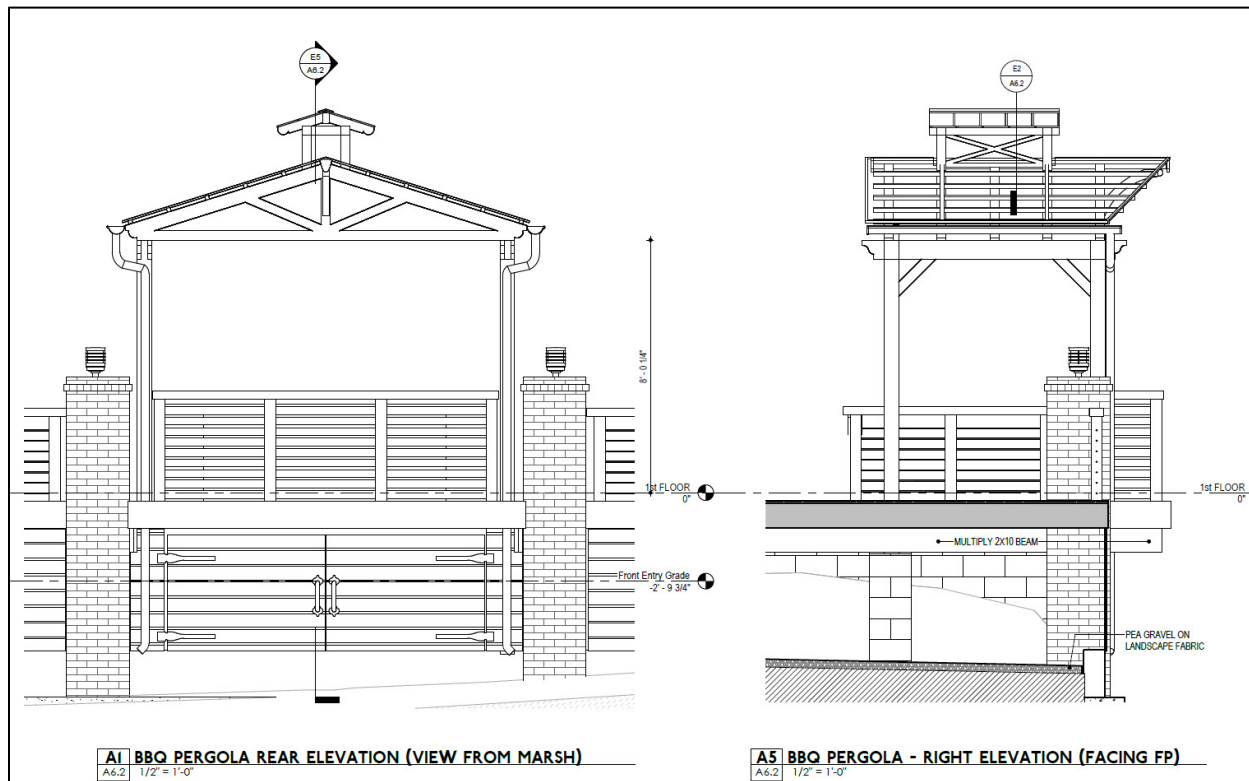 E5
A6.2
E2
A6.2
8' - 0 1/4"
1st FLOOR
0"
1st FLOOR
0"
MULTIPLY 2X10 BEAM
Front Entry Grade
-2' - 9 3/4"
PEA GRAVEL ON
LANDSCAPE FABRIC
A1 BBQ PERGOLA REAR ELEVATION (VIEW FROM MARSH)
A6.2 1/2" = 1'-0"
A5 BBQ PERGOLA - RIGHT ELEVATION (FACING FP)
A6.2 1/2" = 1'-0"